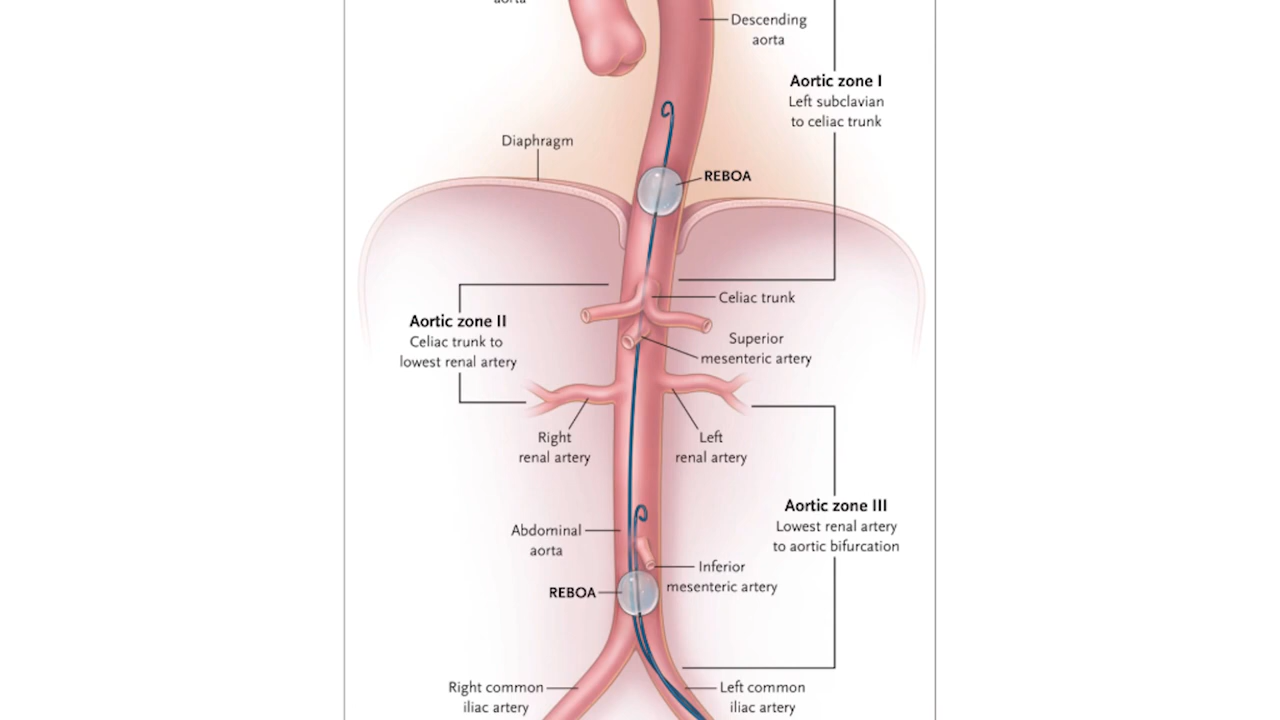 aorta
Descending
aorta
Aortic zone I
Left subclavian
to celiac trunk
Diaphragm
REBOA
Celiac trunk
Aortic zone II
Celiac trunk to
lowest renal artery
Superior
mesenteric artery
Right
renal artery
Left
renal artery
Aortic zone III
Lowest renal artery
to aortic bifurcation
Abdominal
aorta
Inferior
mesenteric artery
REBOA
Right common
iliac artery
Left common
iliac artery